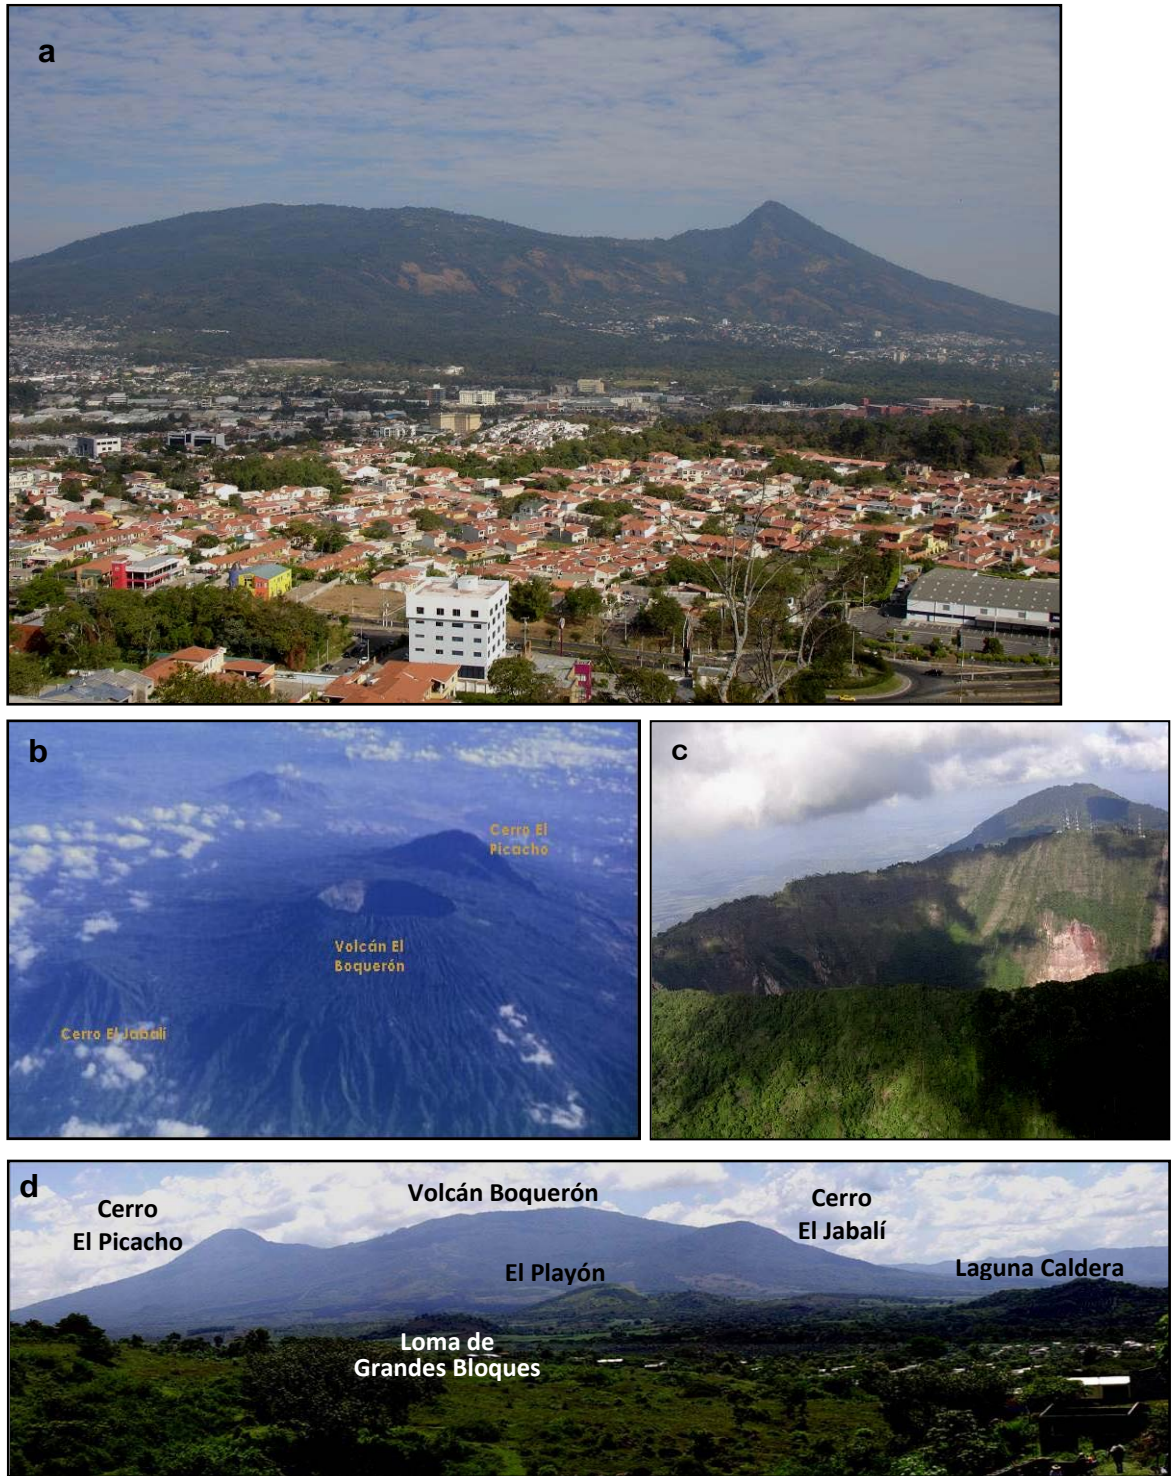 a
b
Cerro El
Picacho
Volcán El
Boquerón
Cerro El Jabalí
c
d
Cerro
El Picacho
Volcán Boquerón
Cerro
El Jabalí
El Playón
Laguna Caldera
Loma de
Grandes Bloques